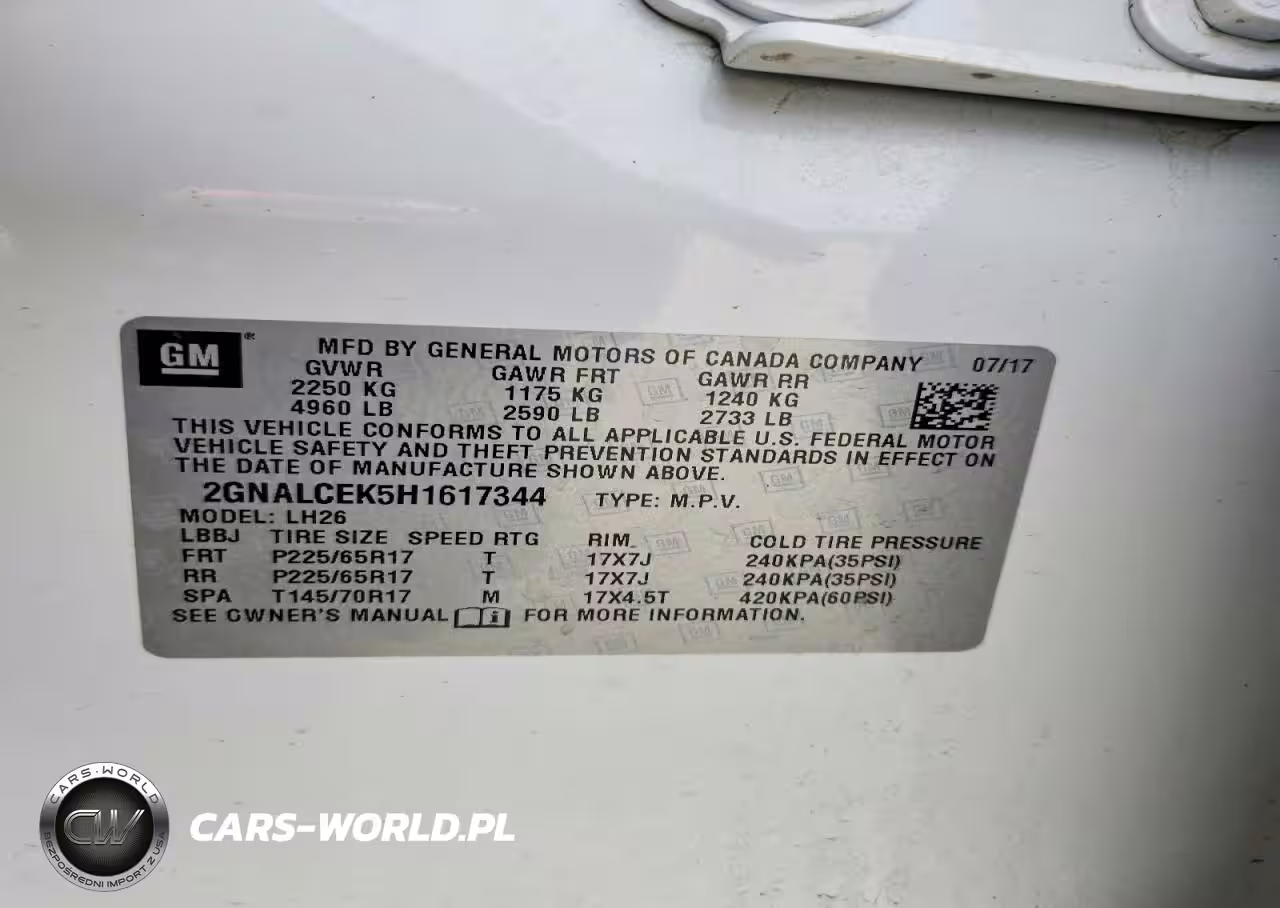 GM ®
MFD BY GENERAL MOTORS OF CANADA COMPANY 07/17
GVWR GAWR FRT GAWR RR
2250 KG 1175 KG 1240 KG
4960 LB 2590 LB 2733 LB
THIS VEHICLE CONFORMS TO ALL APPLICABLE U.S. FEDERAL MOTOR
VEHICLE SAFETY AND THEFT PREVENTION STANDARDS IN EFFECT ON
THE DATE OF MANUFACTURE SHOWN ABOVE.
2GNALCEK5H1617344 TYPE: M.P.V.
MODEL: LH26
LBBJ TIRE SIZE SPEED RTG RIM COLD TIRE PRESSURE
FRT P225/65R17 T 17X7J 240KPA(35PSI)
RR P225/65R17 T 17X7J 240KPA(35PSI)
SPA T145/70R17 M 17X4.5T 420KPA(60PSI)
SEE OWNER'S MANUAL i FOR MORE INFORMATION.
CARS-WORLD
CW
BEZPOŚREDNI IMPORT Z USA
CARS-WORLD.PL